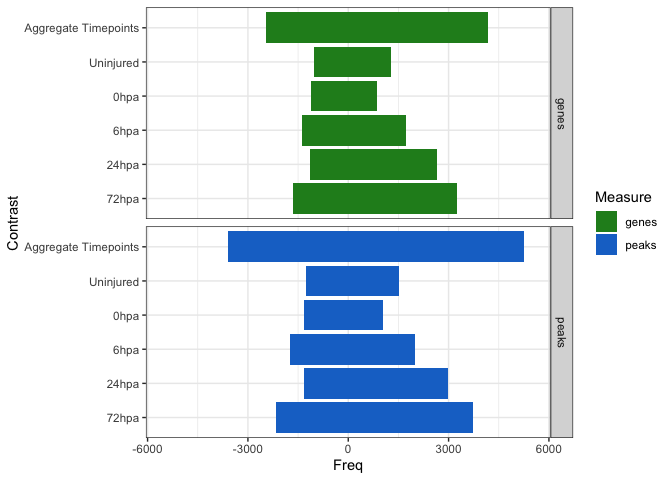 Contrast
Aggregate Timepoints
Uninjured
0hpa
6hpa
24hpa
72hpa
genes
Aggregate Timepoints
Uninjured
0hpa
6hpa
24hpa
72hpa
peaks
-6000 -3000 0 3000 6000
Freq
Measure
genes
peaks